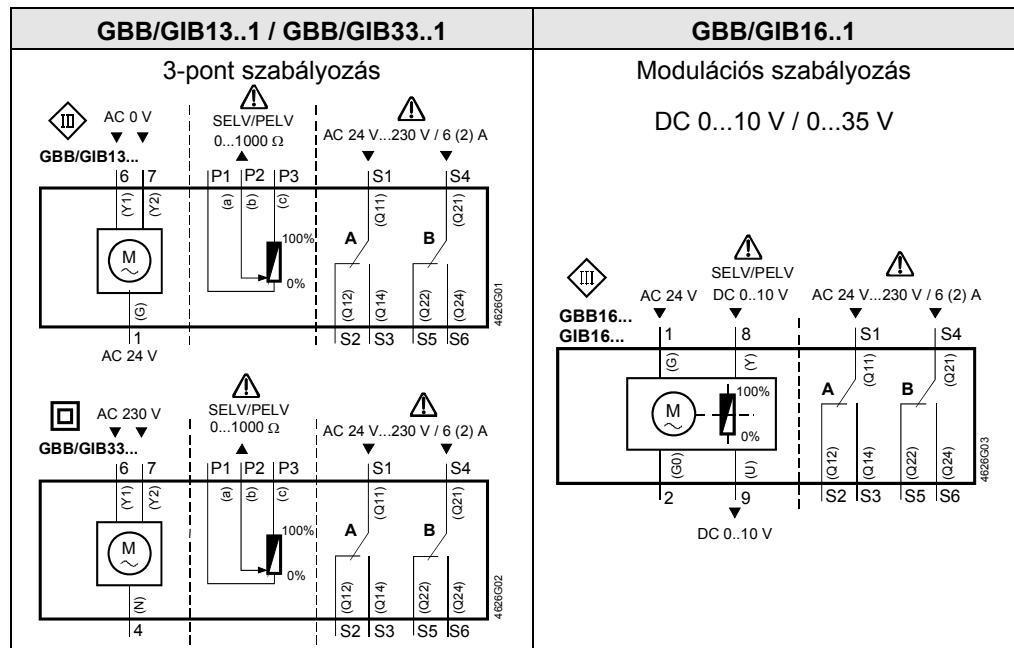 GBB/GIB13..1 / GBB/GIB33..1
3-pont szabályozás
III AC 0 V
SELV/PELV
0...1000 Ω
AC 24 V...230 V / 6 (2) A
GBB/GIB13...
6 7 P1 P2 P3 S1 S4
(Y1) (Y2) (a) (b) (c) (Q11) (Q21)
M
100%
0%
A B
(G) (Q12) (Q14) (Q22) (Q24)
1 S2 S3 S5 S6
AC 24 V
4626G01
AC 230 V
SELV/PELV
0...1000 Ω
AC 24 V...230 V / 6 (2) A
GBB/GIB33...
6 7 P1 P2 P3 S1 S4
(Y1) (Y2) (a) (b) (c) (Q11) (Q21)
M
100%
0%
A B
(N) (Q12) (Q14) (Q22) (Q24)
4 S2 S3 S5 S6
4626G02
GBB/GIB16..1
Modulációs szabályozás
DC 0...10 V / 0...35 V
III
SELV/PELV
AC 24 V DC 0..10 V AC 24 V...230 V / 6 (2) A
GBB16...
GIB16...
1 8 S1 S4
(G) (Y) (Q11) (Q21)
M
100%
0%
A B
(G0) (U) (Q12) (Q14) (Q22) (Q24)
2 9 S2 S3 S5 S6
DC 0..10 V
4626G03